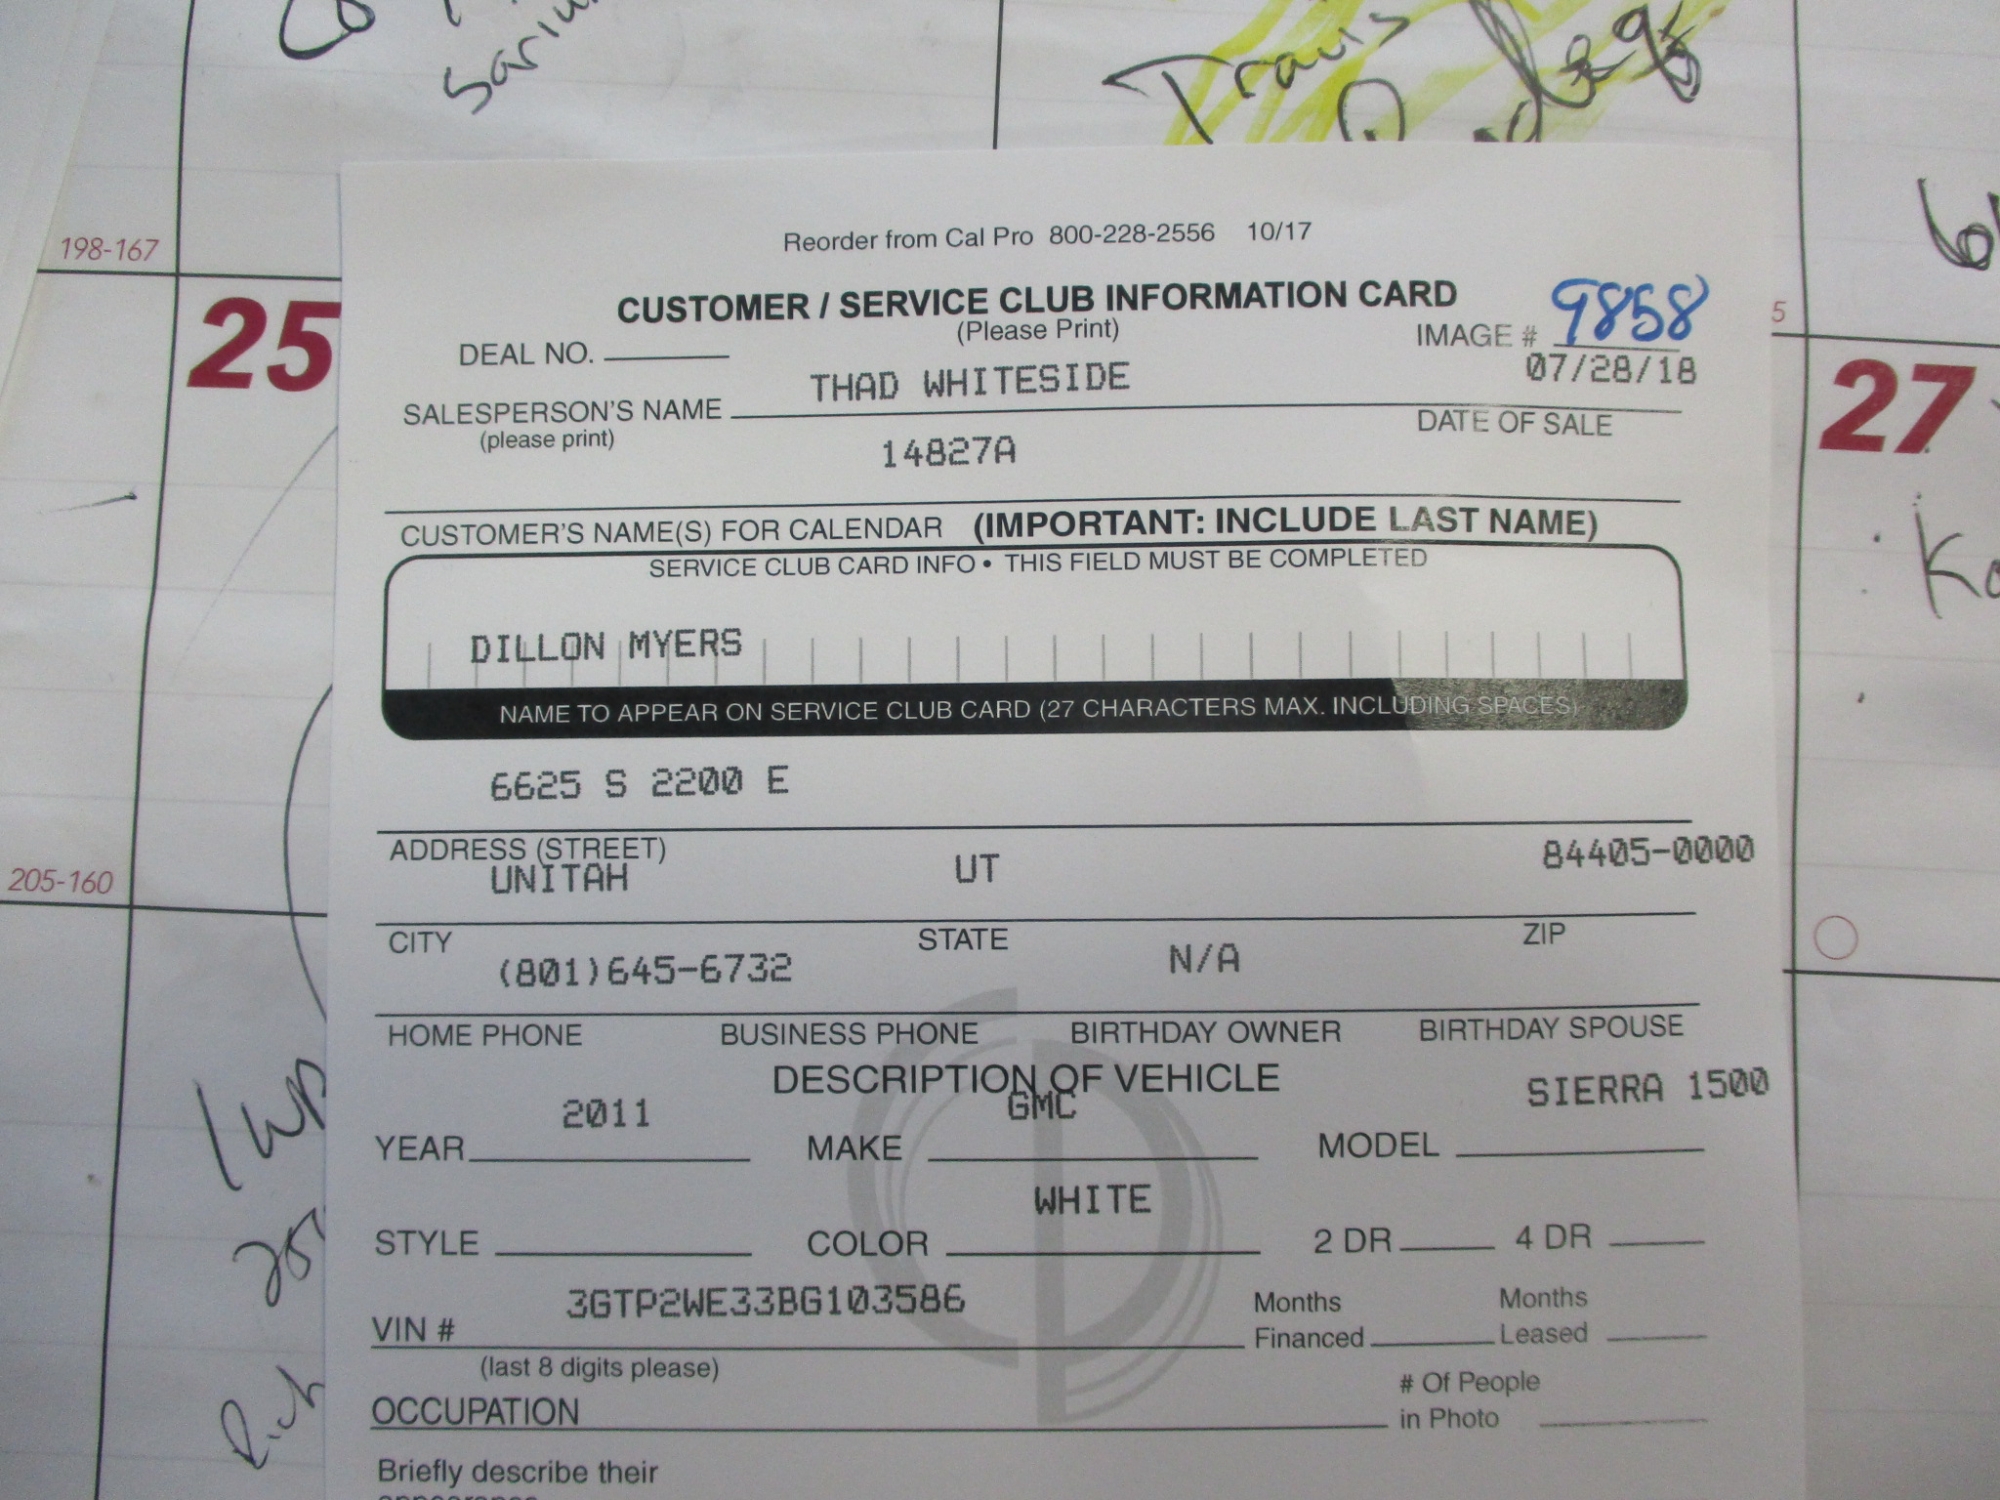 Travis
198-167
25
27
5
205-160
Reorder from Cal Pro 800-228-2556 10/17
CUSTOMER / SERVICE CLUB INFORMATION CARD
(Please Print)
DEAL NO.
IMAGE # 9858
THAD WHITESIDE 07/28/18
SALESPERSON'S NAME DATE OF SALE
(please print)
14827A
CUSTOMER'S NAME(S) FOR CALENDAR (IMPORTANT: INCLUDE LAST NAME)
SERVICE CLUB CARD INFO • THIS FIELD MUST BE COMPLETED
DILLON MYERS
NAME TO APPEAR ON SERVICE CLUB CARD (27 CHARACTERS MAX. INCLUDING SPACES)
6625 S 2200 E
ADDRESS (STREET)
UNITAH UT 84405-0000
CITY STATE ZIP
(801)645-6732 N/A
HOME PHONE BUSINESS PHONE BIRTHDAY OWNER BIRTHDAY SPOUSE
DESCRIPTION OF VEHICLE
2011 GMC SIERRA 1500
YEAR MAKE MODEL
WHITE
STYLE COLOR 2 DR 4 DR
3GTP2WE33BG103586
VIN # Months Financed Months Leased
(last 8 digits please)
OCCUPATION # Of People in Photo
Briefly describe their